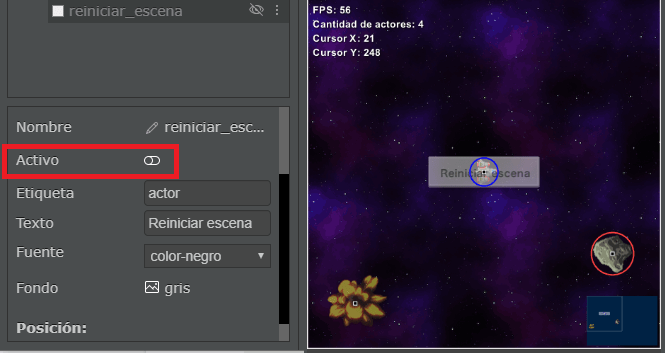 reiniciar_escena
Nombre reiniciar_esc...
Activo
Etiqueta actor
Texto Reiniciar escena
Fuente color-negro
Fondo gris
Posición:
FPS: 56
Cantidad de actores: 4
Cursor X: 21
Cursor Y: 248
Reiniciar escena